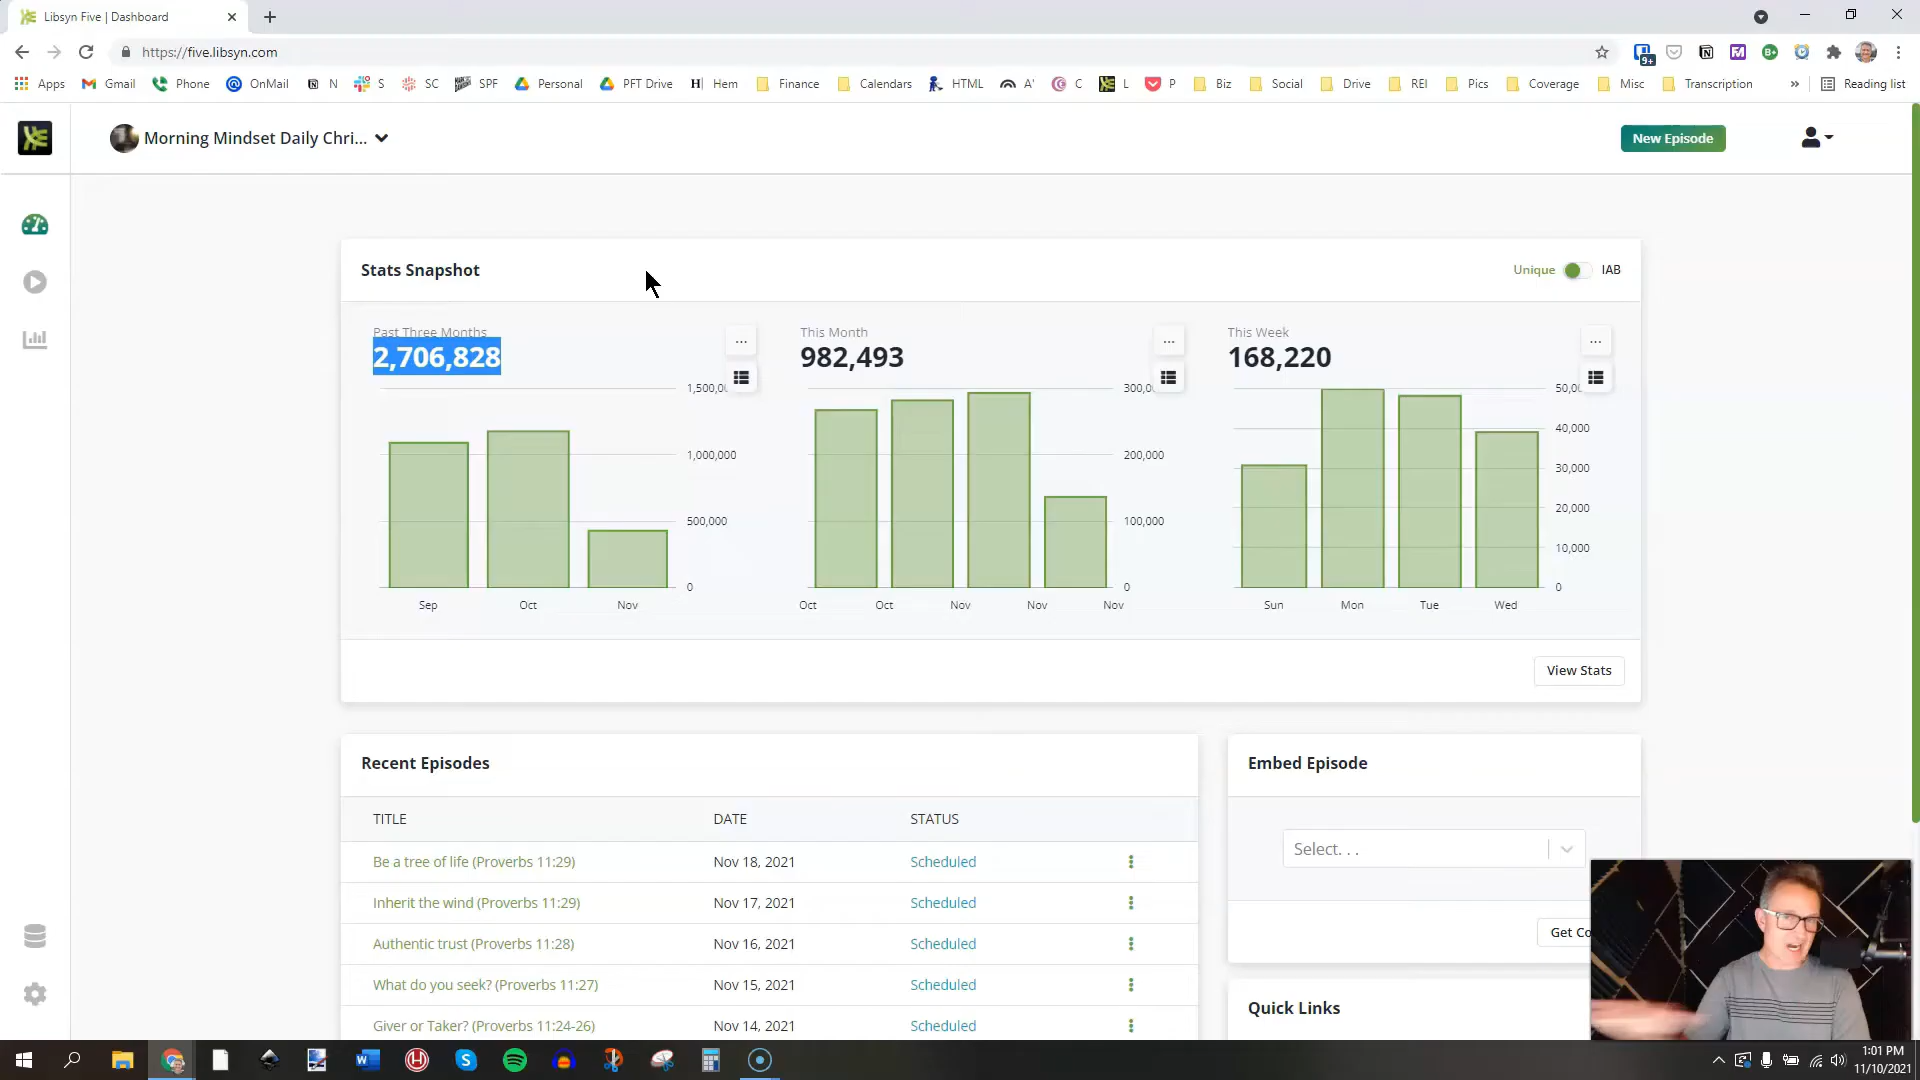 Libsyn Five | Dashboard
https://five.libsyn.com
9+
Apps Gmail Phone OnMail N S SC SPF Personal PFT Drive Hem Finance Calendars HTML A' C L P Biz Social Drive REI Pics Coverage Misc Transcription » Reading list
Morning Mindset Daily Chri...
New Episode
Stats Snapshot
Unique IAB
Past Three Months
2,706,828
1,500,0
1,000,000
500,000
0
Sep Oct Nov
This Month
982,493
300,0
200,000
100,000
0
Oct Oct Nov Nov Nov
This Week
168,220
50,0
40,000
30,000
20,000
10,000
0
Sun Mon Tue Wed
View Stats
Recent Episodes
TITLE DATE STATUS
Be a tree of life (Proverbs 11:29) Nov 18, 2021 Scheduled
Inherit the wind (Proverbs 11:29) Nov 17, 2021 Scheduled
Authentic trust (Proverbs 11:28) Nov 16, 2021 Scheduled
What do you seek? (Proverbs 11:27) Nov 15, 2021 Scheduled
Giver or Taker? (Proverbs 11:24-26) Nov 14, 2021 Scheduled
Embed Episode
Select. . .
Get Co
Quick Links
1:01 PM
11/10/2021